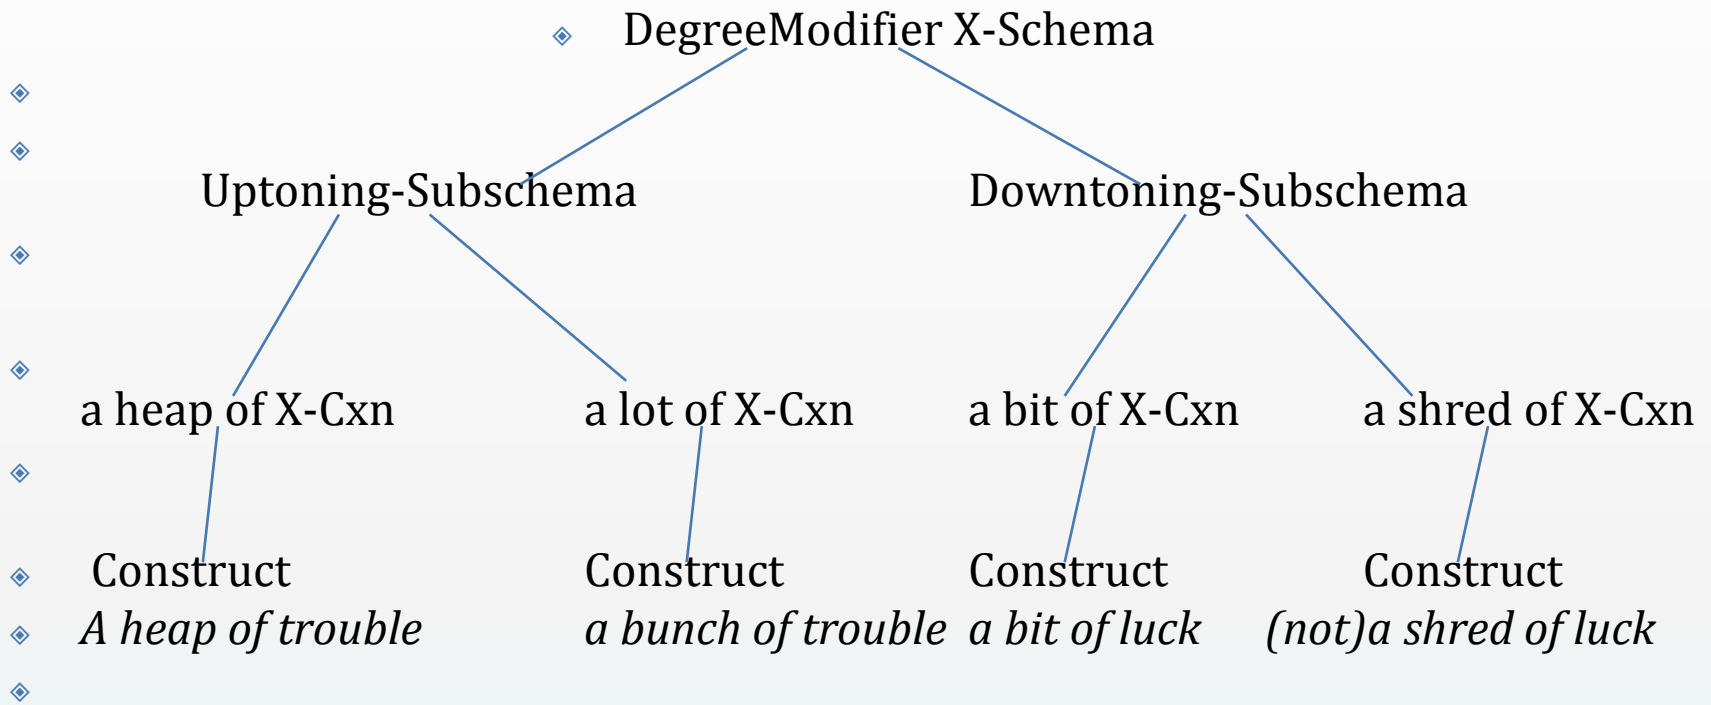 DegreeModifier X-Schema
Uptoning-Subschema Downtoning-Subschema
a heap of X-Cxn a lot of X-Cxn a bit of X-Cxn a shred of X-Cxn
Construct Construct Construct Construct
A heap of trouble a bunch of trouble a bit of luck (not)a shred of luck